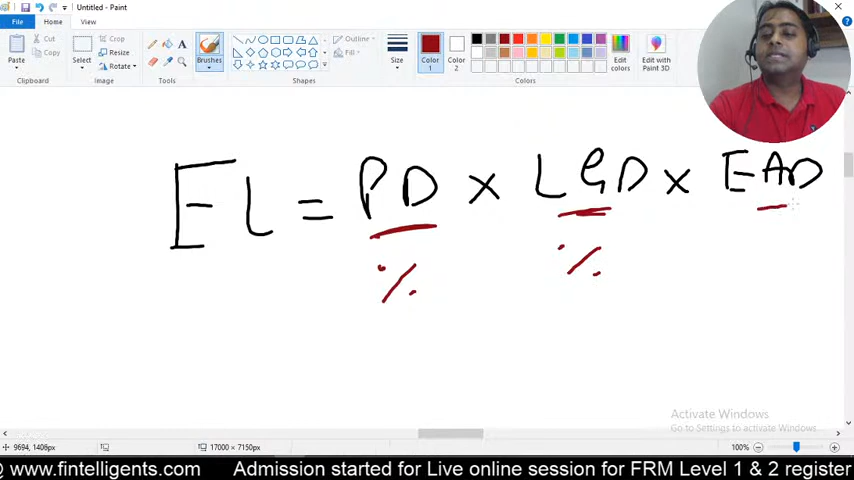 Untitled - Paint
File Home View
Paste Cut Copy Select Crop Resize Rotate A Brushes Outline Fill Size Color 1 Color 2 Edit colors Edit with Paint 3D
Clipboard Image Tools Shapes Colors
EL = PD × LGD × EAD
% %
Activate Windows
Go to Settings to activate Windows.
9694, 1406px 17000 × 7150px 100%
@ www.fintelligents.com Admission started for Live online session for FRM Level 1 & 2 register